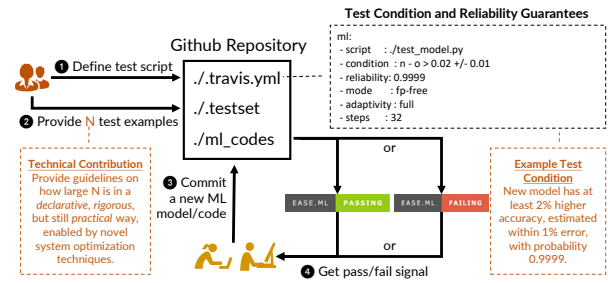 Test Condition and Reliability Guarantees
ml:
- script : ./test_model.py
- condition : n - o > 0.02 +/- 0.01
- reliability: 0.9999
- mode : fp-free
- adaptivity : full
- steps : 32
Github Repository
./.travis.yml
./.testset
./ml_codes
1 Define test script
2 Provide N test examples
Technical Contribution
Provide guidelines on
how large N is in a
declarative, rigorous,
but still practical way,
enabled by novel
system optimization
techniques.
3 Commit
a new ML
model/code
or
EASE.ML PASSING
EASE.ML FAILING
or
4 Get pass/fail signal
Example Test
Condition
New model has at
least 2% higher
accuracy, estimated
within 1% error,
with probability
0.9999.